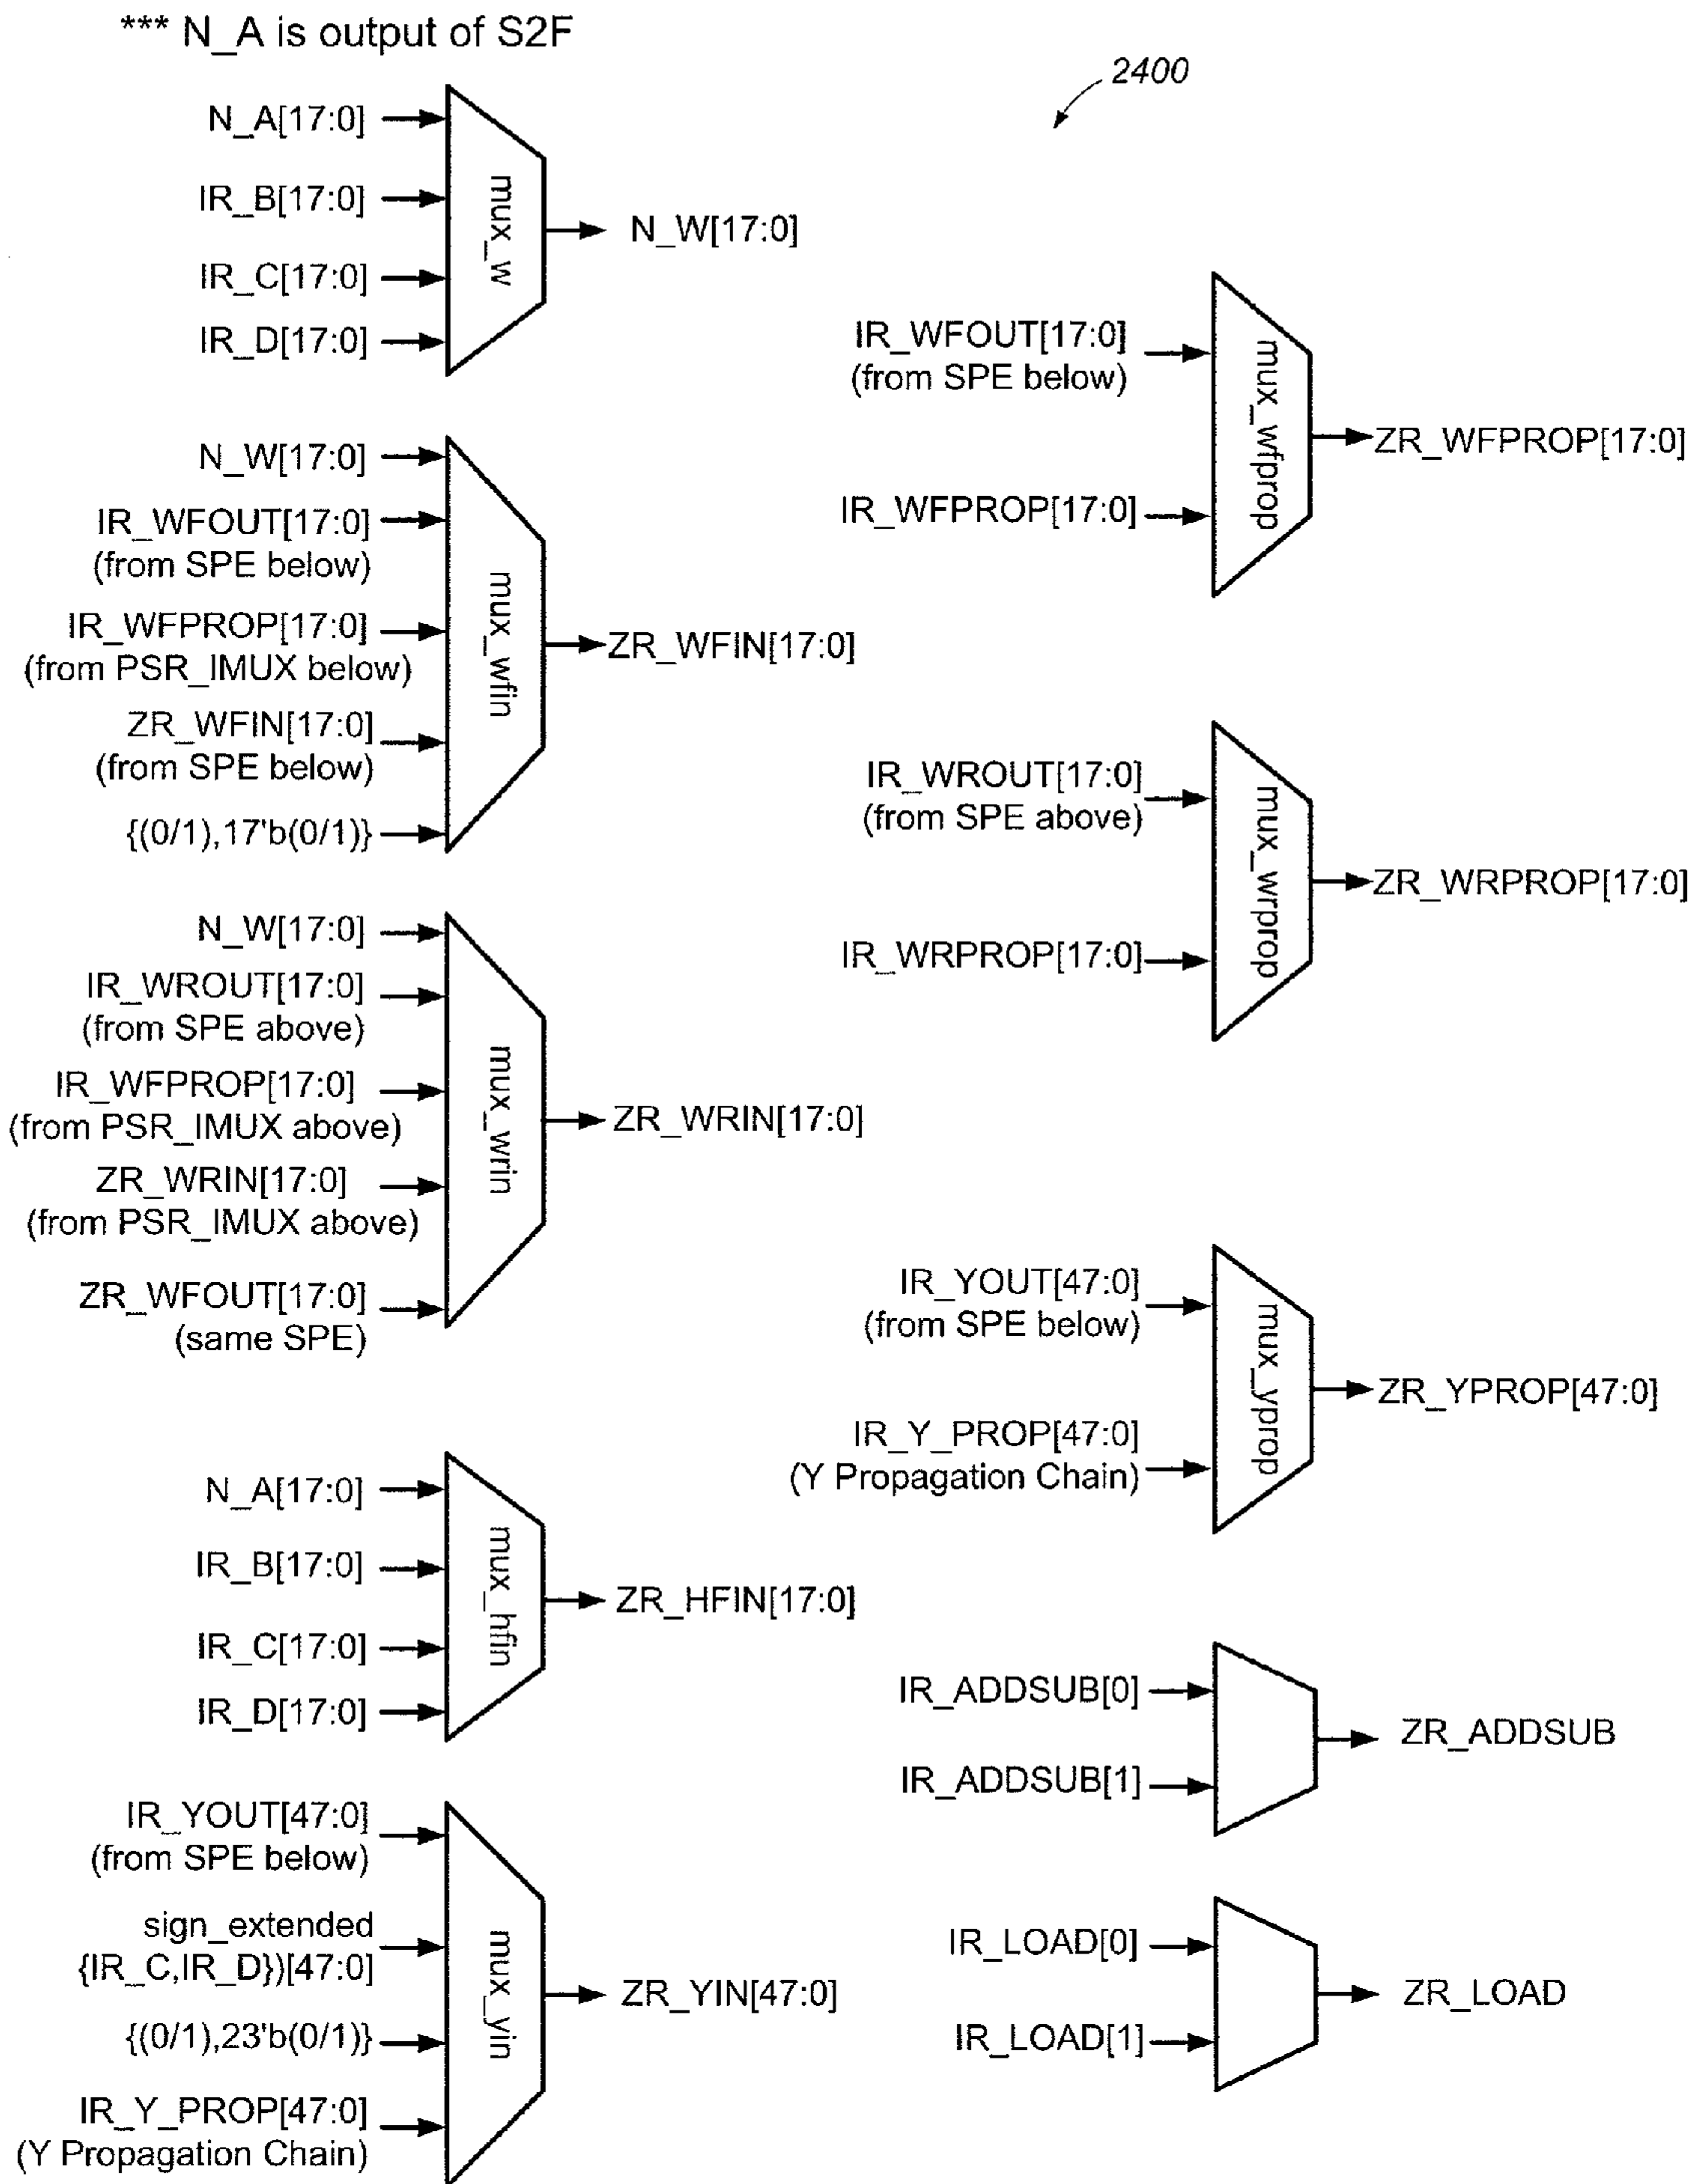 *** N_A is output of S2F
2400
N_A[17:0]
IR_B[17:0]
IR_C[17:0]
IR_D[17:0]
mux_w
N_W[17:0]
N_W[17:0]
IR_WFOUT[17:0]
(from SPE below)
IR_WFPROP[17:0]
(from PSR_IMUX below)
ZR_WFIN[17:0]
(from SPE below)
{(0/1),17'b(0/1)}
mux_wfin
ZR_WFIN[17:0]
N_W[17:0]
IR_WROUT[17:0]
(from SPE above)
IR_WFPROP[17:0]
(from PSR_IMUX above)
ZR_WRIN[17:0]
(from PSR_IMUX above)
ZR_WFOUT[17:0]
(same SPE)
mux_wrin
ZR_WRIN[17:0]
N_A[17:0]
IR_B[17:0]
IR_C[17:0]
IR_D[17:0]
mux_hfin
ZR_HFIN[17:0]
IR_YOUT[47:0]
(from SPE below)
sign_extended
{IR_C,IR_D})[47:0]
{(0/1),23'b(0/1)}
IR_Y_PROP[47:0]
(Y Propagation Chain)
mux_yin
ZR_YIN[47:0]
IR_WFOUT[17:0]
(from SPE below)
IR_WFPROP[17:0]
mux_wfprop
ZR_WFPROP[17:0]
IR_WROUT[17:0]
(from SPE above)
IR_WRPROP[17:0]
mux_wrprop
ZR_WRPROP[17:0]
IR_YOUT[47:0]
(from SPE below)
IR_Y_PROP[47:0]
(Y Propagation Chain)
mux_yprop
ZR_YPROP[47:0]
IR_ADDSUB[0]
IR_ADDSUB[1]
ZR_ADDSUB
IR_LOAD[0]
IR_LOAD[1]
ZR_LOAD